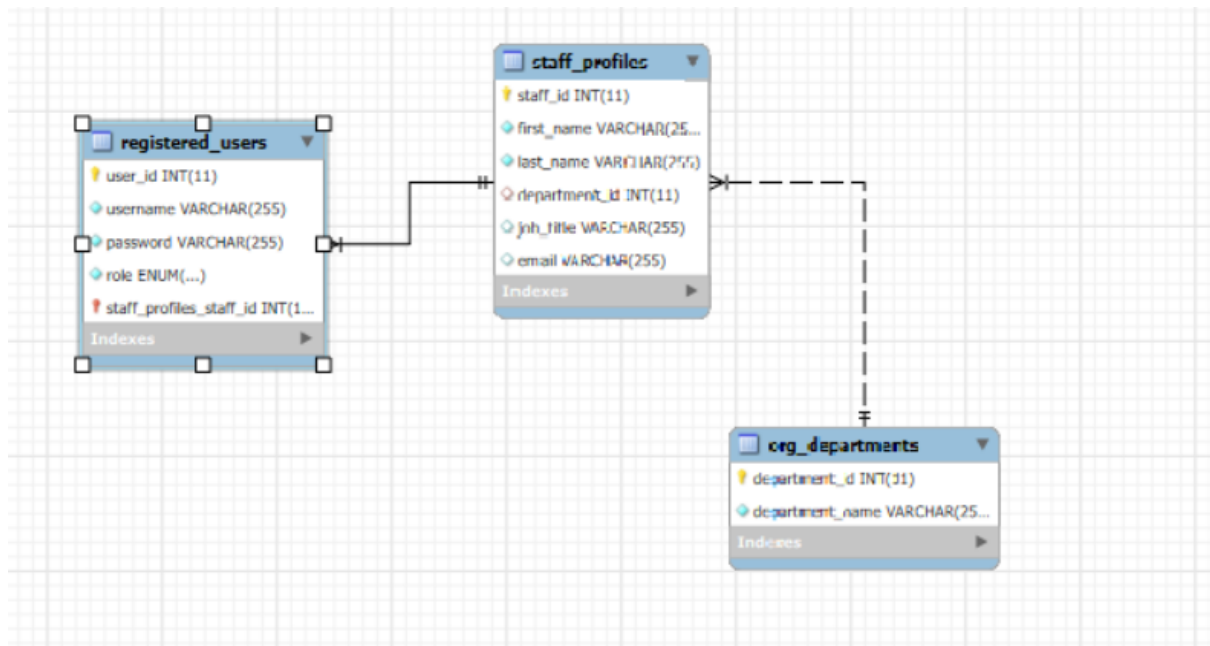 staff_profiles
staff_id INT(11)
first_name VARCHAR(25...
last_name VARCHAR(255)
department_id INT(11)
job_title VARCHAR(255)
email VARCHAR(255)
Indexes
registered_users
user_id INT(11)
username VARCHAR(255)
password VARCHAR(255)
role ENUM(...)
staff_profiles_staff_id INT(1...
Indexes
org_departments
department_id INT(11)
department_name VARCHAR(25...
Indexes